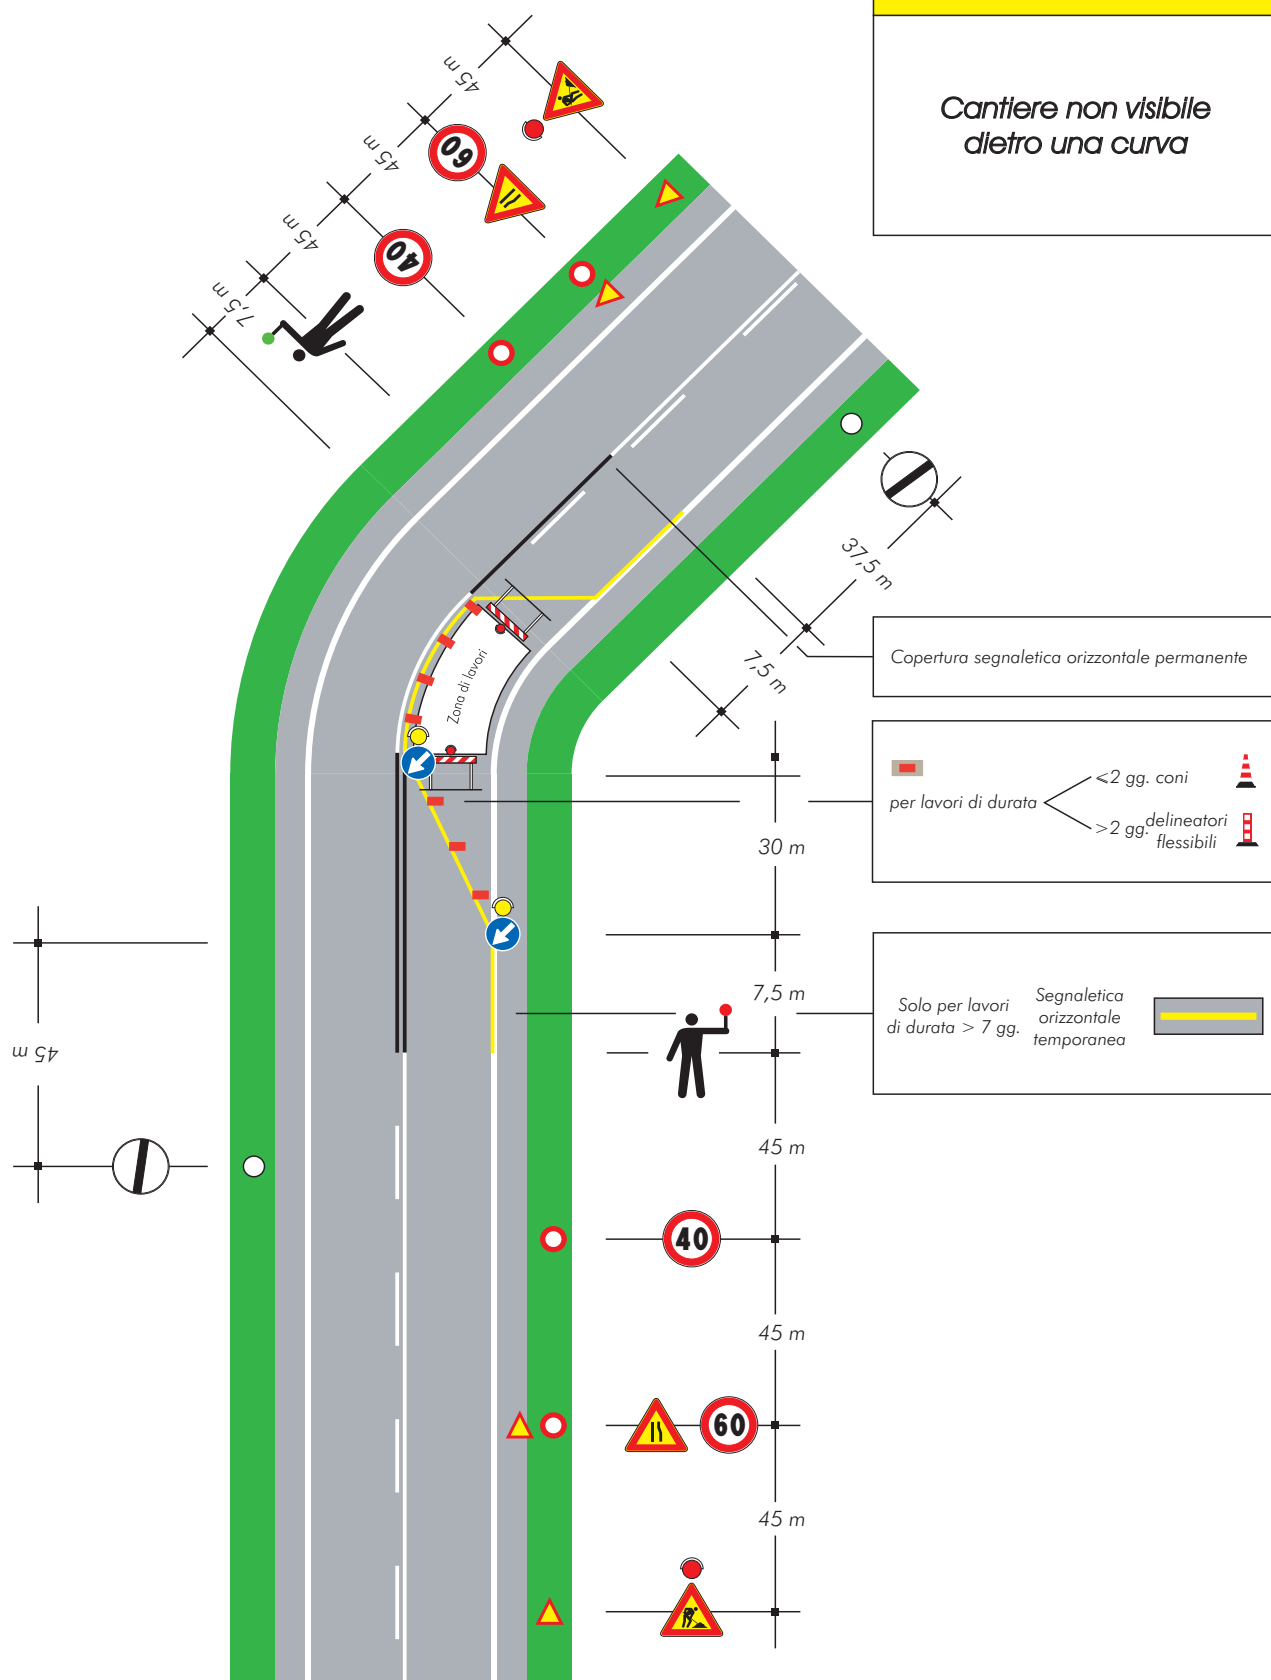 Cantiere non visibile
dietro una curva
45 m
60
45 m
40
45 m
7,5 m
37,5 m
7,5 m
Copertura segnaletica orizzontale permanente
Zona di lavori
per lavori di durata
⩽2 gg. coni
>2 gg. delineatori
flessibili
30 m
7,5 m
Solo per lavori
di durata > 7 gg.
Segnaletica
orizzontale
temporanea
45 m
45 m
40
45 m
60
45 m